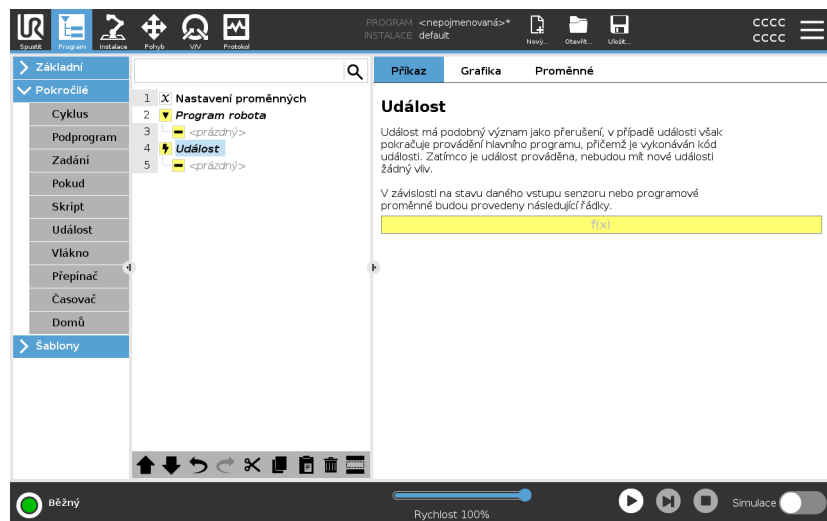 UR
PROGRAM <nepojmenovaná>*
INSTALACE default
cccc
cccc
Spustit Program Instalace Pohyb V/V Protokol Nový... Otevřít... Uložit...
Základní
Pokročilé
Cyklus
Podprogram
Zadání
Pokud
Skript
Událost
Vlákno
Přepínač
Časovač
Domů
Šablony
1 X Nastavení proměnných
2 Program robota
3 <prázdný>
4 Událost
5 <prázdný>
Příkaz Grafika Proměnné
Událost
Událost má podobný význam jako přerušení, v případě události však
pokračuje provádění hlavního programu, přičemž je vykonáván kód
události. Zatímco je událost prováděna, nebudou mít nové události
žádný vliv.
V závislosti na stavu daného vstupu senzoru nebo programové
proměnné budou provedeny následující řádky.
f(x)
Běžný
Rychlost 100%
Simulace